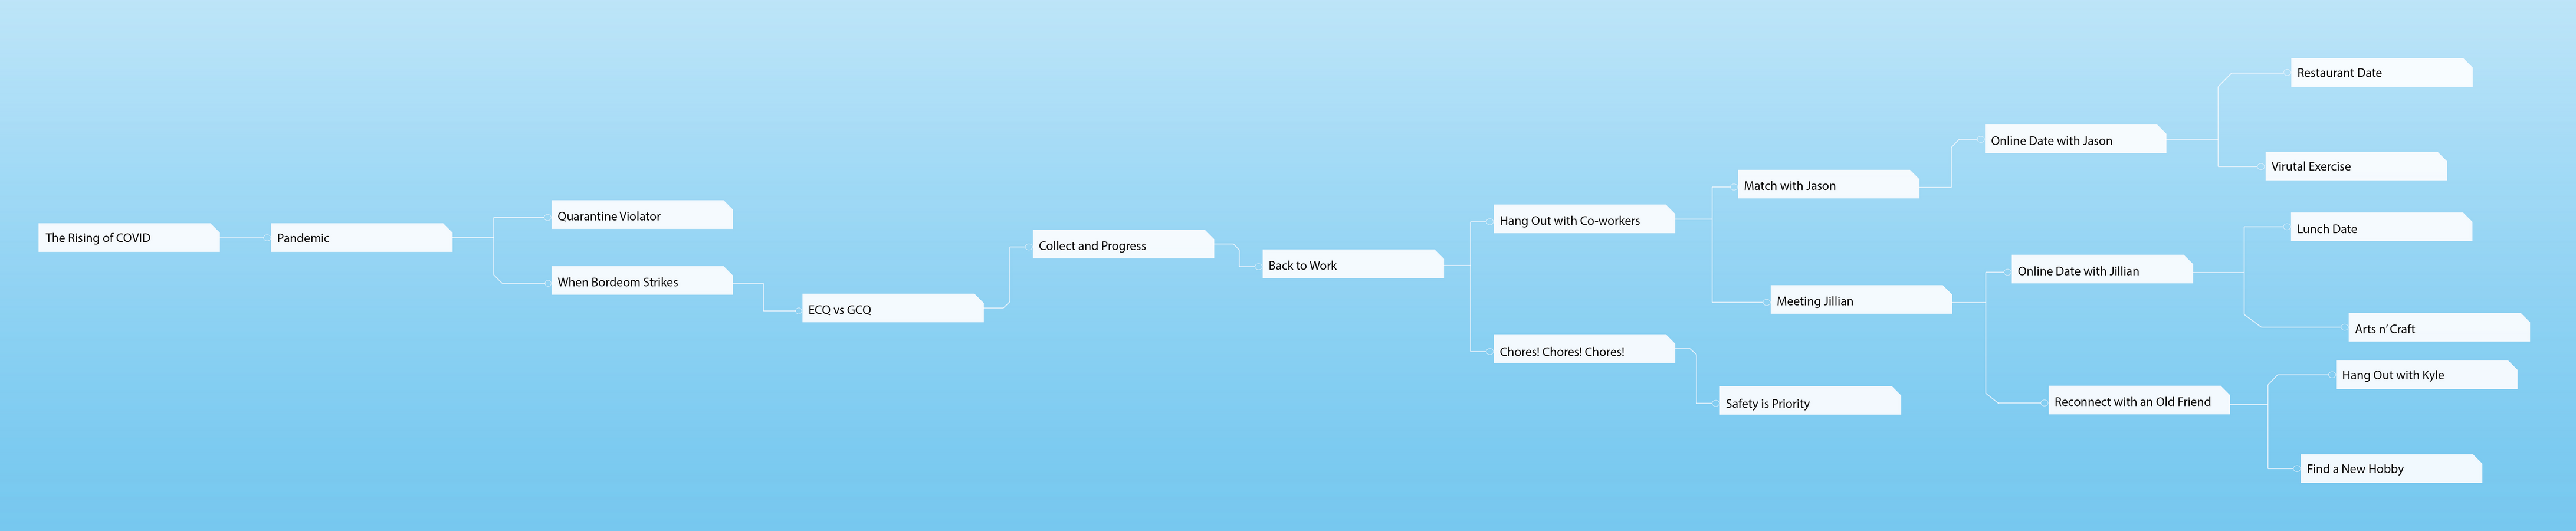 The Rising of COVID
Pandemic
Quarantine Violator
When Bordeom Strikes
ECQ vs GCQ
Collect and Progress
Back to Work
Hang Out with Co-workers
Chores! Chores! Chores!
Match with Jason
Meeting Jillian
Safety is Priority
Online Date with Jason
Online Date with Jillian
Reconnect with an Old Friend
Restaurant Date
Virutal Exercise
Lunch Date
Arts n' Craft
Hang Out with Kyle
Find a New Hobby